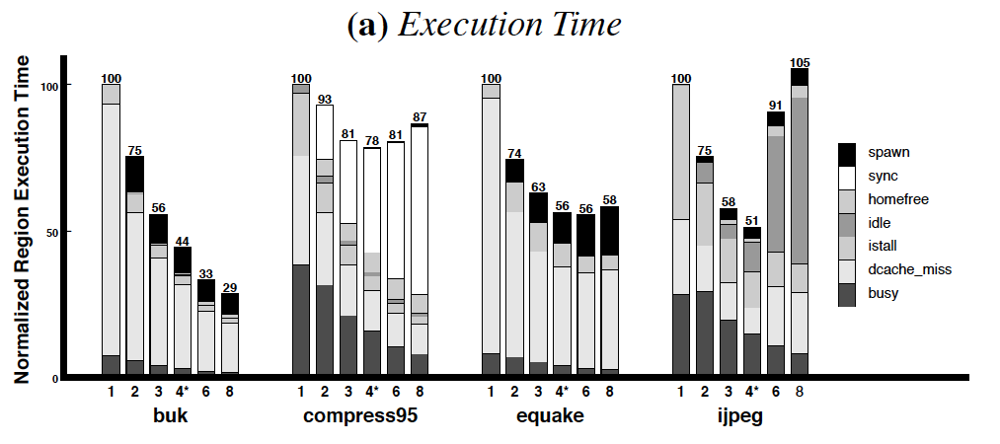 (a) Execution Time
Normalized Region Execution Time
100
50
0
100
75
56
44
33
29
100
93
81
78
81
87
100
74
63
56
56
58
100
75
58
51
91
105
1 2 3 4* 6 8
1 2 3 4* 6 8
1 2 3 4* 6 8
1 2 3 4* 6 8
buk
compress95
equake
ijpeg
spawn
sync
homefree
idle
istall
dcache_miss
busy